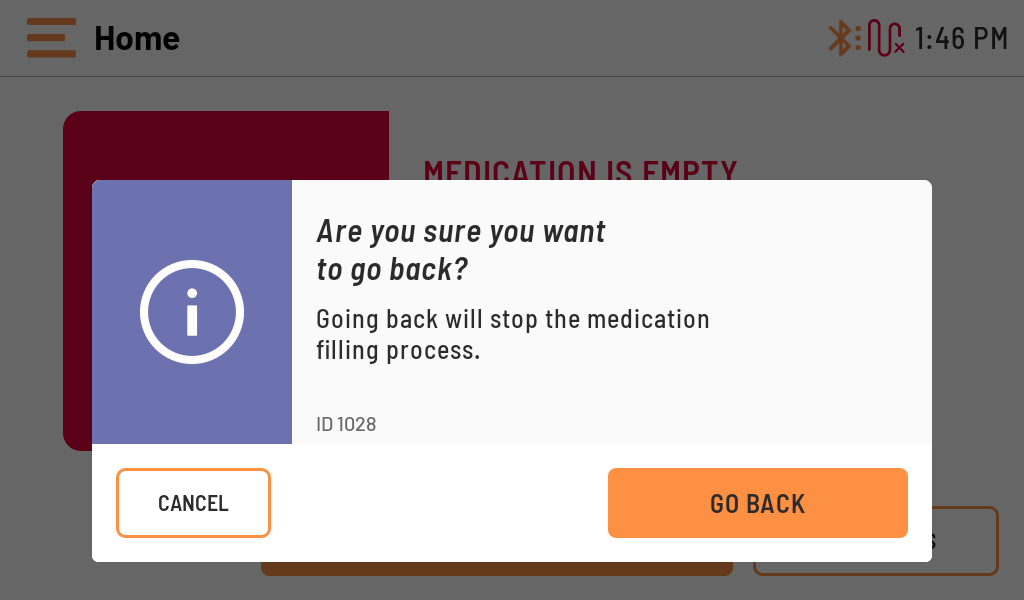 Home
1:46 PM
MEDICATION IS EMPTY
Are you sure you want
to go back?
Going back will stop the medication
filling process.
ID 1028
CANCEL
GO BACK